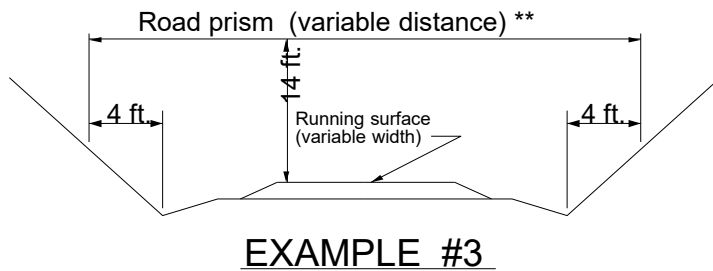 Road prism (variable distance) **
14 ft.
4 ft.
Running surface
(variable width)
4 ft.
EXAMPLE #3